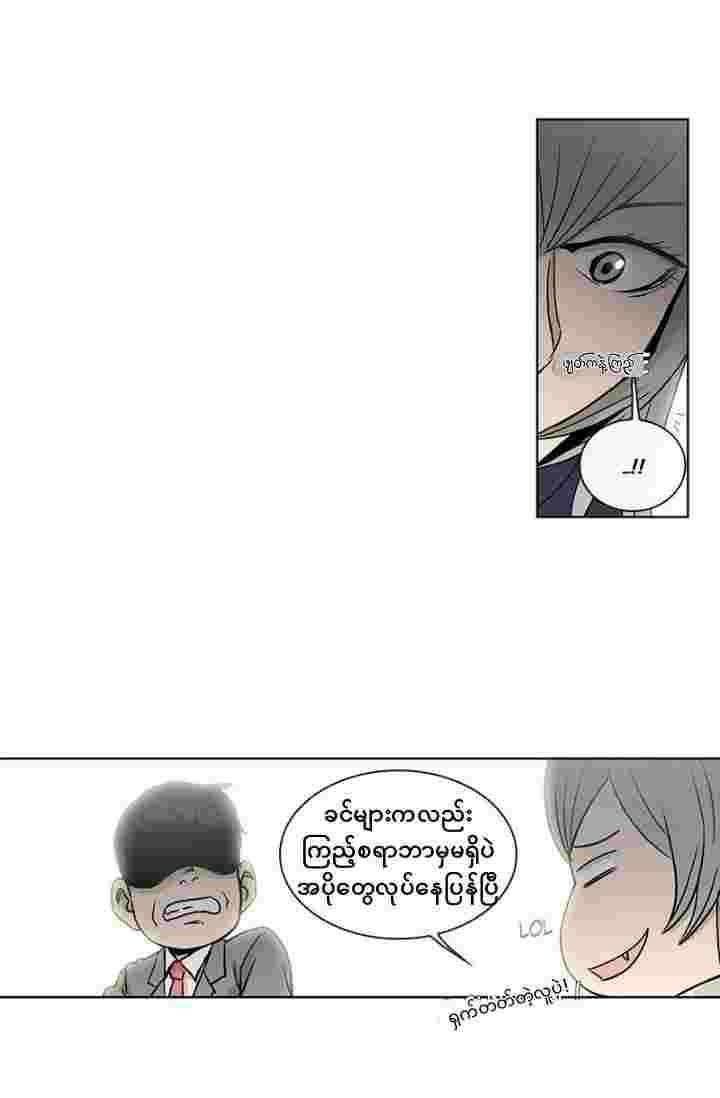 ဖျတ်ကနဲ့ကြည့်
...!!
ခင်များကလည်း
ကြည့်စရာဘာမှမရှိပဲ
အပိုတွေလုပ်နေပြန်ပြီ
LOL
ရှက်တတ်တဲ့လူပဲ!